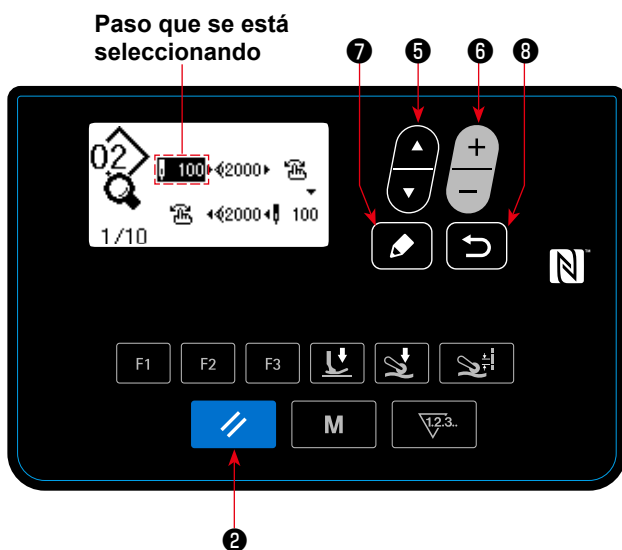 Paso que se está
seleccionando
❼ ❺ ❻ ❽
02 100 2000
2000 100
1/10
+
−
N™
F1 F2 F3
M 1.2.3..
❷